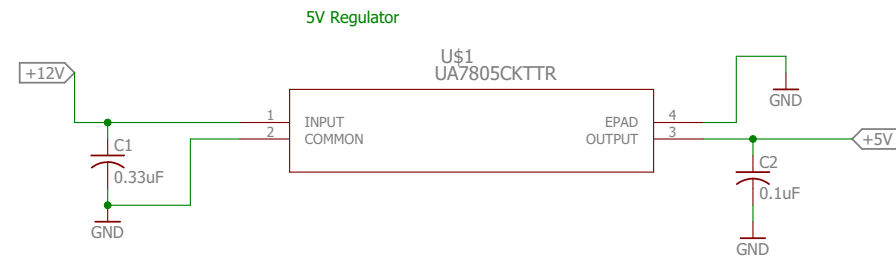 5V Regulator
U$1
UA7805CKTTR
+12V
1
INPUT
2
COMMON
EPAD
4
OUTPUT
3
GND
+5V
C1
0.33uF
GND
C2
0.1uF
GND